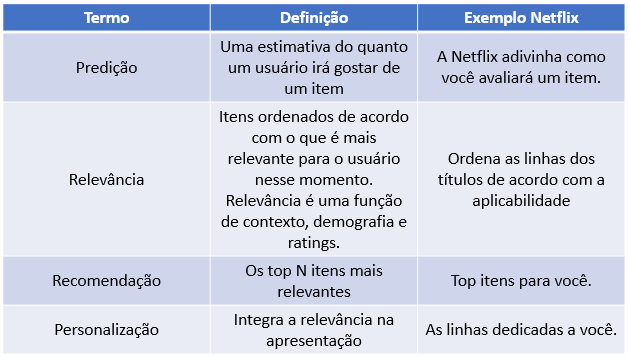 Termo
Definição
Exemplo Netflix
Predição
Uma estimativa do quanto
um usuário irá gostar de
um item
A Netflix adivinha como
você avaliará um item.
Relevância
Itens ordenados de acordo
com o que é mais
relevante para o usuário
nesse momento.
Relevância é uma função
de contexto, demografia e
ratings.
Ordena as linhas dos
títulos de acordo com a
aplicabilidade
Recomendação
Os top N itens mais
relevantes
Top itens para você.
Personalização
Integra a relevância na
apresentação
As linhas dedicadas a você.